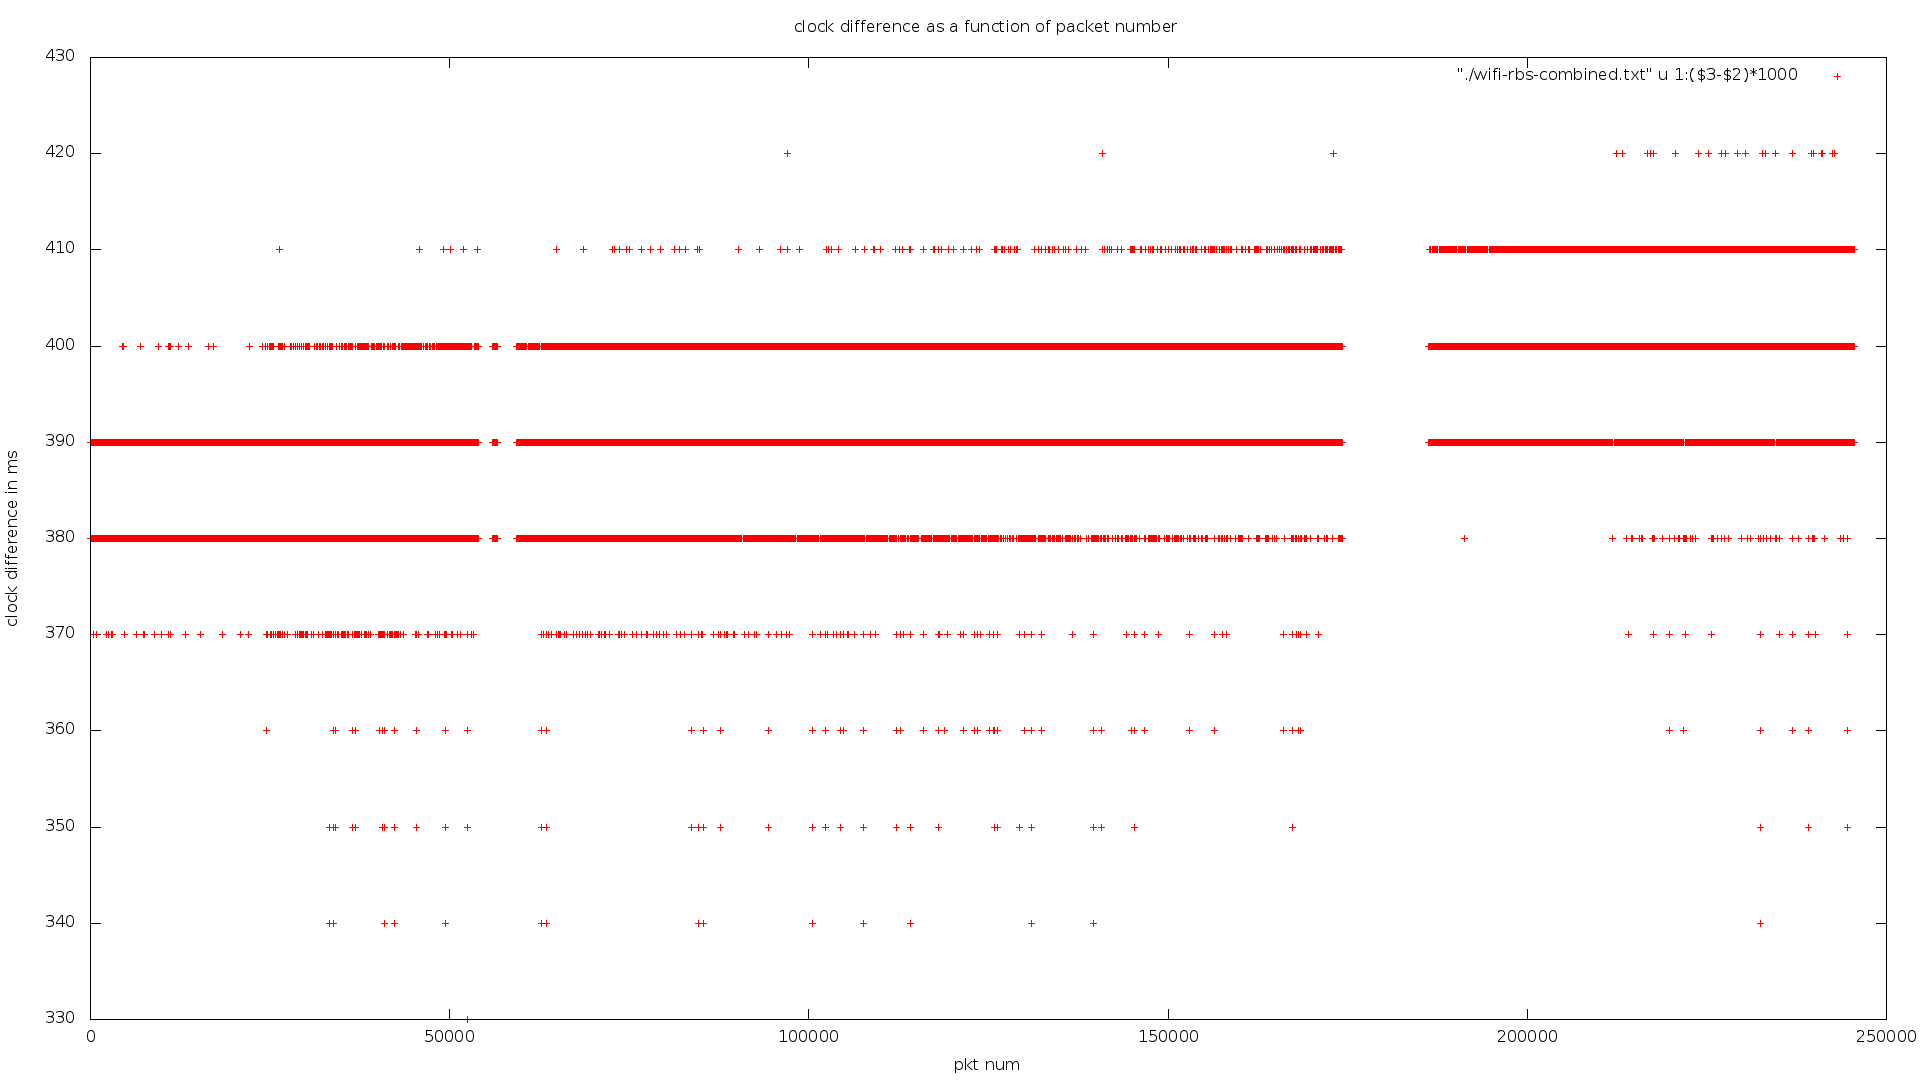 clock difference as a function of packet number
"./wifi-rbs-combined.txt" u 1:($3-$2)*1000
430
420
410
400
390
380
370
360
350
340
330
clock difference in ms
0 50000 100000 150000 200000 250000
pkt num